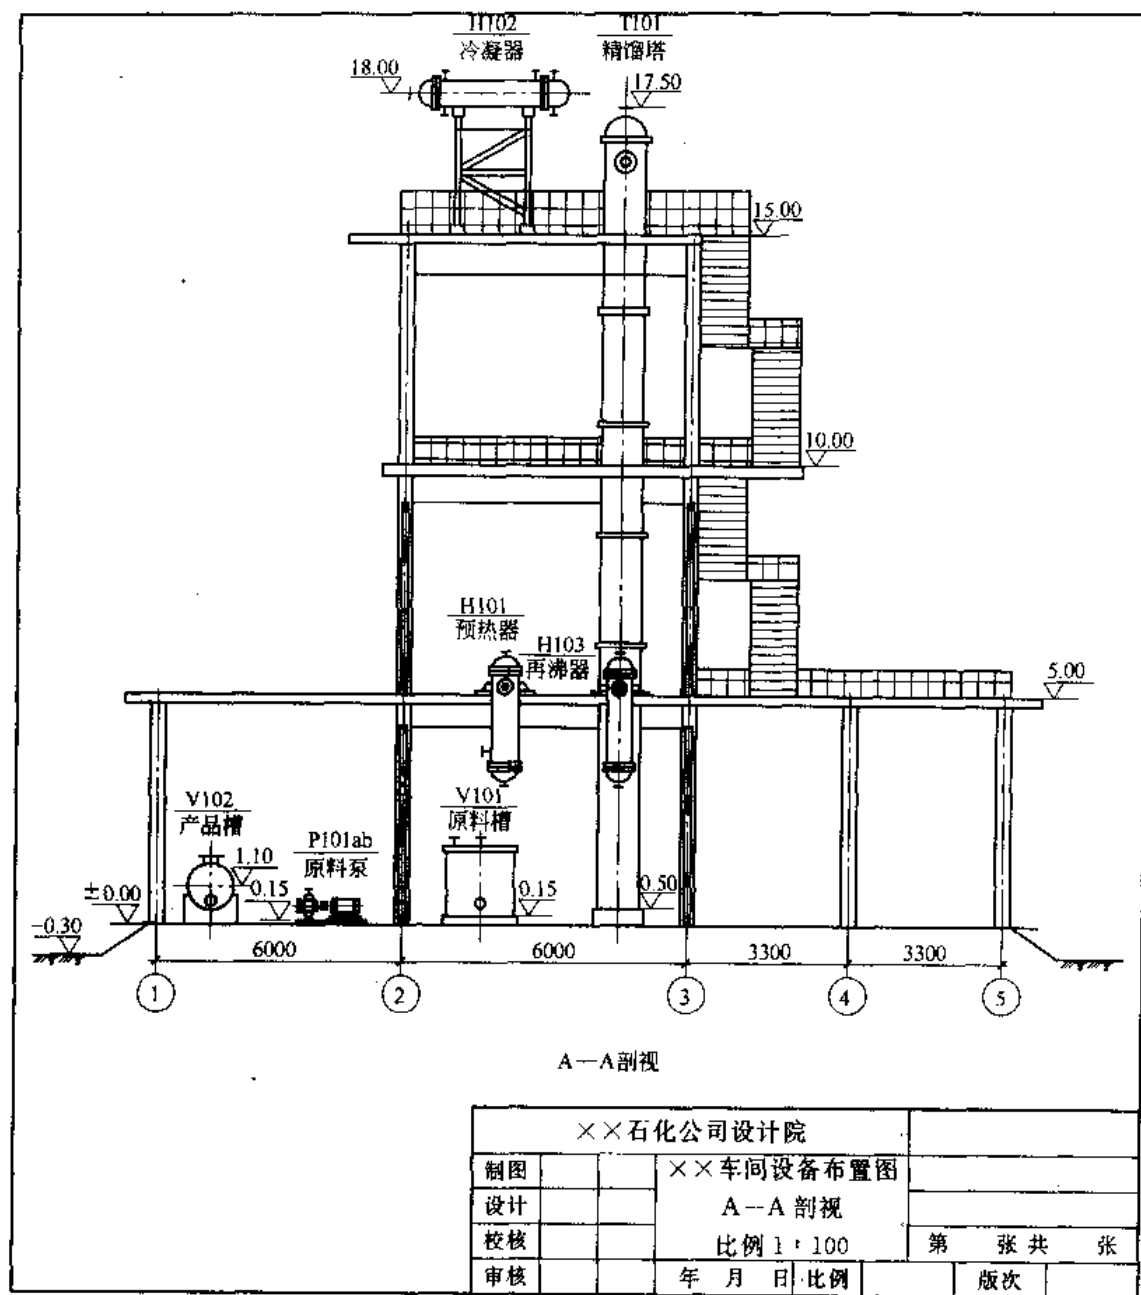 H102
冷凝器
T101
精馏塔
18.00
17.50
15.00
10.00
H101
预热器
H103
再沸器
5.00
V102
产品槽
P101ab
原料泵
V101
原料槽
1.10
0.15
0.15
0.50
±0.00
-0.30
6000
6000
3300
3300
1
2
3
4
5
A—A剖视
××石化公司设计院
制图
××车间设备布置图
设计
A--A 剖视
校核
比例 1:100
第 张 共 张
审核
年 月 日 比例 版次